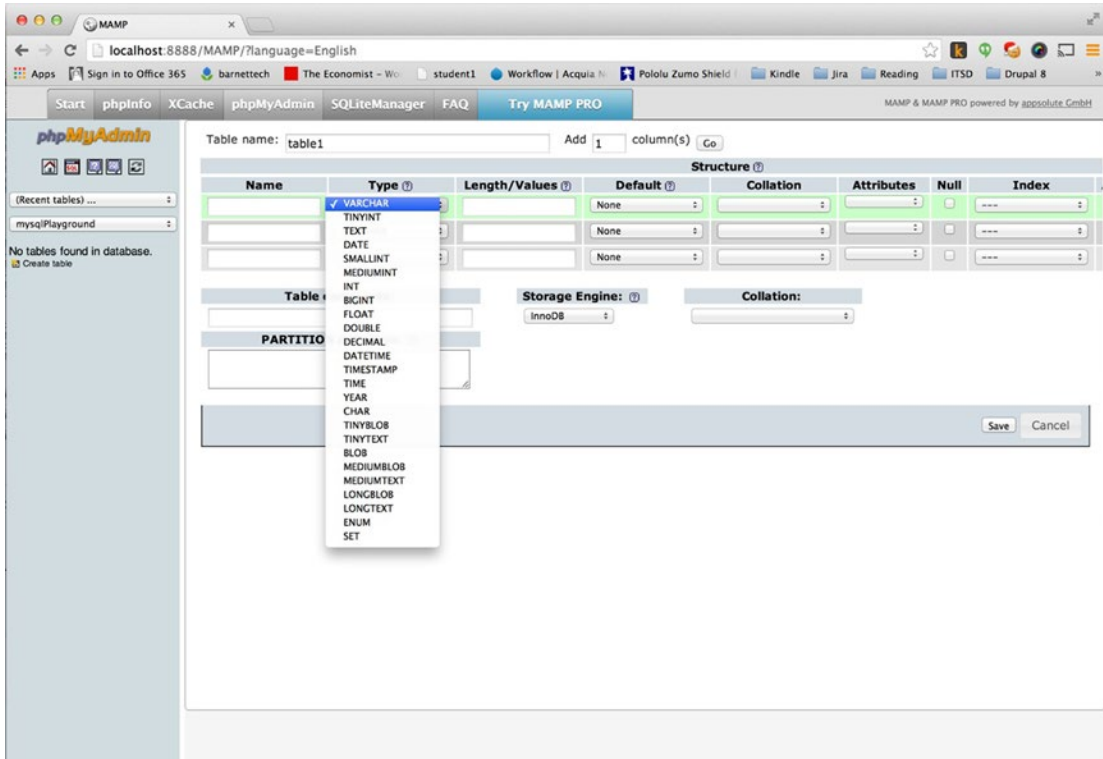 MAMP
localhost:8888/MAMP/?language=English
Apps Sign in to Office 365 barnettech The Economist – Wo student1 Workflow | Acquia N Pololu Zumo Shield Kindle Jira Reading ITSD Drupal 8 »
Start phpInfo XCache phpMyAdmin SQLiteManager FAQ Try MAMP PRO MAMP & MAMP PRO powered by appsolute GmbH
phpMyAdmin
(Recent tables) ...
mysqlPlayground
No tables found in database.
Create table
Table name: table1 Add 1 column(s) Go
Structure
Name Type Length/Values Default Collation Attributes Null Index
VARCHAR None ---
TINYINT
TEXT None ---
DATE
SMALLINT None ---
MEDIUMINT
INT
BIGINT
FLOAT
DOUBLE
DECIMAL
DATETIME
TIMESTAMP
TIME
YEAR
CHAR
TINYBLOB
TINYTEXT
BLOB
MEDIUMBLOB
MEDIUMTEXT
LONGBLOB
LONGTEXT
ENUM
SET
Table
Storage Engine:
InnoDB
Collation:
PARTITIO
Save Cancel